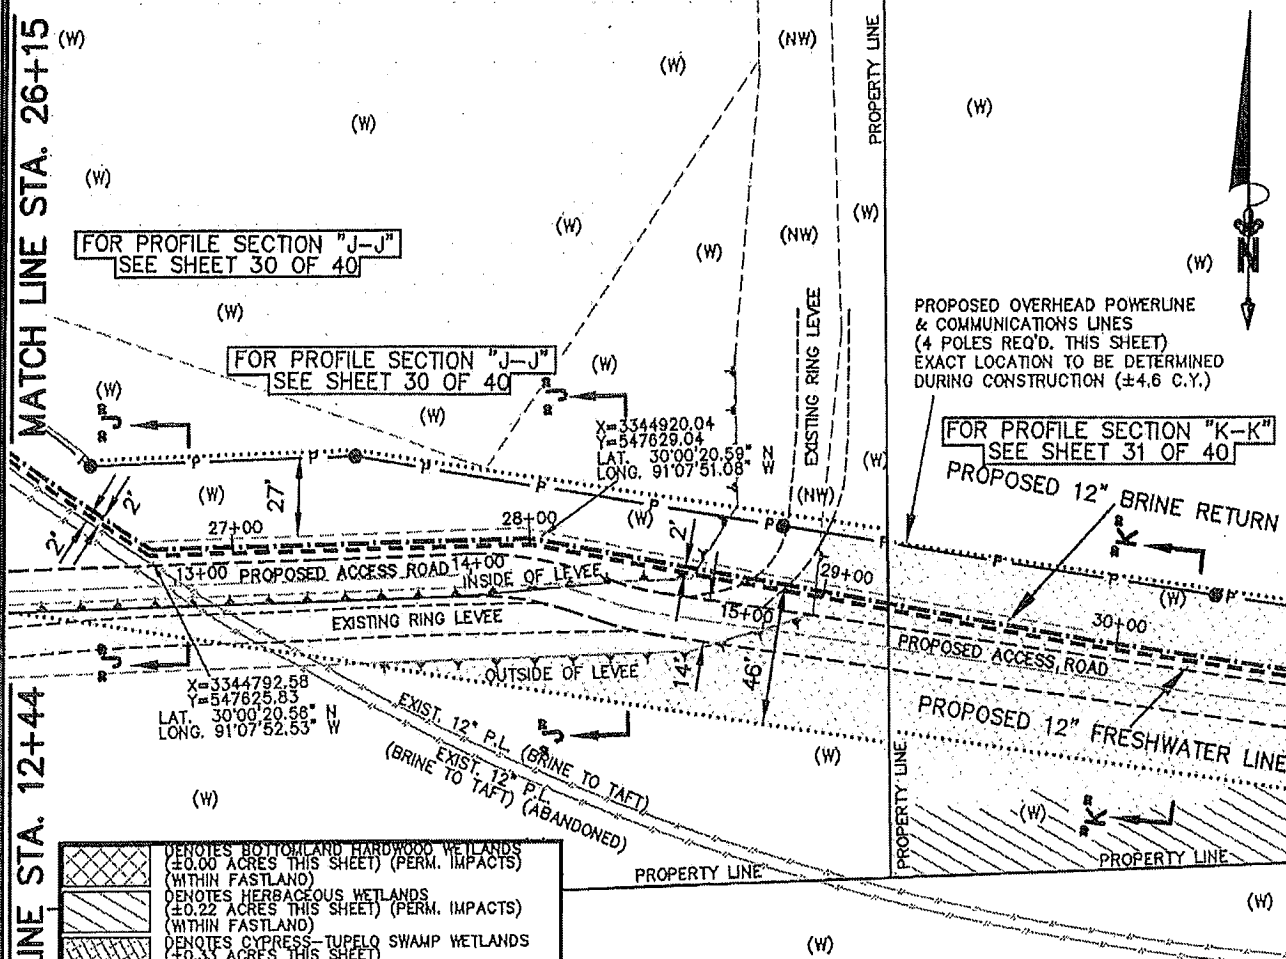 MATCH LINE STA. 26+15
(W)
(NW)
PROPERTY LINE
(W)
(W)
(W)
(W)
(W)
(W)
(NW)
(W)
(W)
N
FOR PROFILE SECTION "J-J"
SEE SHEET 30 OF 40
(W)
PROPOSED OVERHEAD POWERLINE
& COMMUNICATIONS LINES
(4 POLES REQ'D. THIS SHEET)
EXACT LOCATION TO BE DETERMINED
DURING CONSTRUCTION (±4.6 C.Y.)
FOR PROFILE SECTION "J-J"
SEE SHEET 30 OF 40
(W)
(W)
(W)
"J"
"J"
X=3344920.04
Y=547629.04
LAT. 30°00'20.59" N
LONG. 91°07'51.08" W
EXISTING RING LEVEE
FOR PROFILE SECTION "K-K"
SEE SHEET 31 OF 40
(W)
PROPOSED 12" BRINE RETURN
P
P
P
P
P
P
P
P
P
P
(W)
27'
2'
2'
27+00
28+00
(W)
(NW)
2'
"K"
(W)
13+00
PROPOSED ACCESS ROAD
14+00
INSIDE OF LEVEE
29+00
15+00
30+00
EXISTING RING LEVEE
PROPOSED ACCESS ROAD
"J"
OUTSIDE OF LEVEE
14'
46'
X=3344792.58
Y=547625.83
LAT. 30°00'20.56" N
LONG. 91°07'52.53" W
PROPOSED 12" FRESHWATER LINE
EXIST. 12" P.L. (BRINE TO TAFT)
EXIST. 12" P.L.
(BRINE TO TAFT) (ABANDONED)
"J"
(W)
(W)
PROPERTY LINE
(W)
"K"
PROPERTY LINE
PROPERTY LINE
LINE STA. 12+44
DENOTES BOTTOMLAND HARDWOOD WETLANDS
(±0.00 ACRES THIS SHEET) (PERM. IMPACTS)
(WITHIN FASTLAND)
DENOTES HERBACEOUS WETLANDS
(±0.22 ACRES THIS SHEET) (PERM. IMPACTS)
(WITHIN FASTLAND)
DENOTES CYPRESS-TUPELO SWAMP WETLANDS
(±0.33 ACRES THIS SHEET)
(W)
(W)